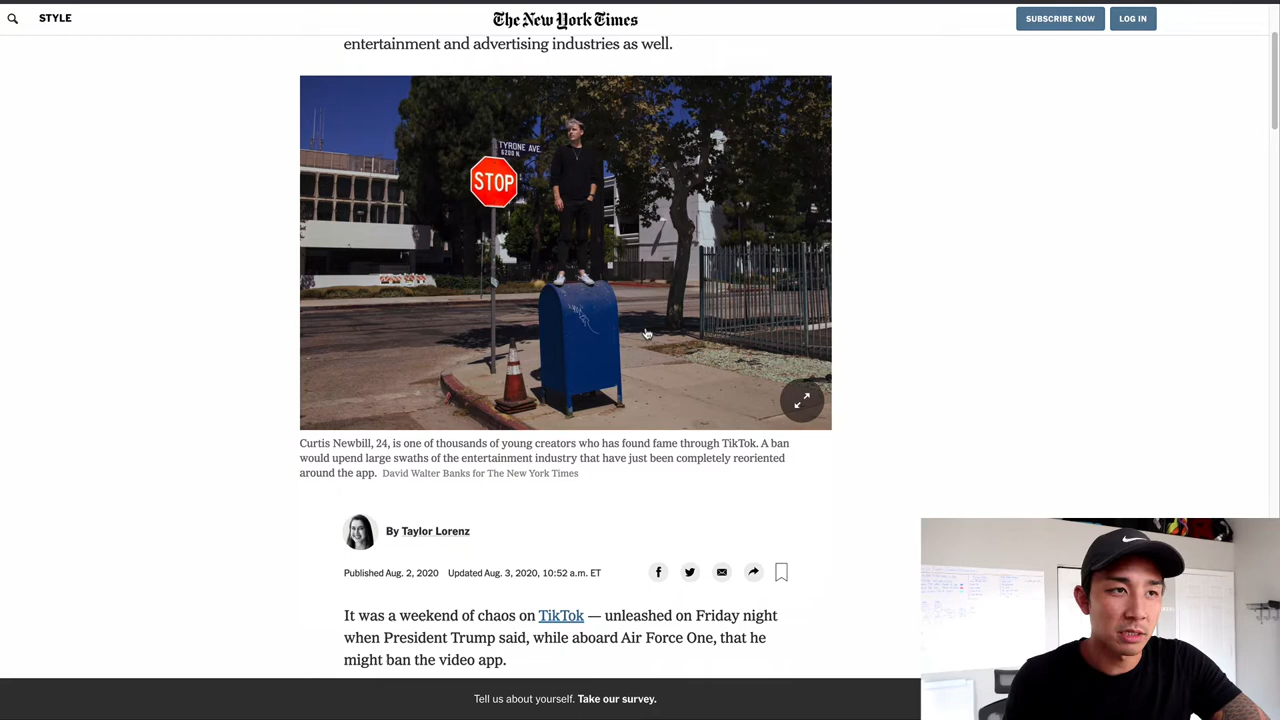 STYLE
The New York Times
SUBSCRIBE NOW
LOG IN
entertainment and advertising industries as well.
TYRONE AVE.
6200 N.
STOP
Curtis Newbill, 24, is one of thousands of young creators who has found fame through TikTok. A ban
would upend large swaths of the entertainment industry that have just been completely reoriented
around the app. David Walter Banks for The New York Times
By Taylor Lorenz
Published Aug. 2, 2020 Updated Aug. 3, 2020, 10:52 a.m. ET
It was a weekend of chaos on TikTok — unleashed on Friday night
when President Trump said, while aboard Air Force One, that he
might ban the video app.
Tell us about yourself. Take our survey.